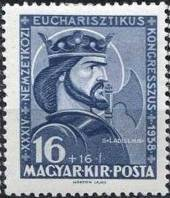 XXXIV. NEMZETKÖZI
EUCHARISZTIKUS
KONGRESSZUS 1938
S·LADISLAUS
16 +16·f
MAGYAR·KIR·POSTA